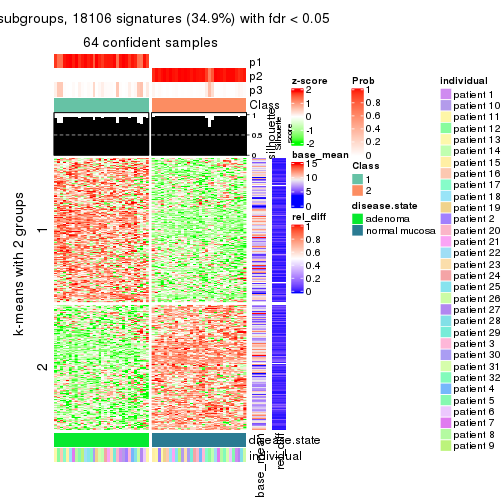 subgroups, 18106 signatures (34.9%) with fdr < 0.05
64 confident samples
p1
p2
p3
Class
1
0.5
0
silhouette
Silhouette
score
k-means with 2 groups
1
2
disease.state
individual
base_mean
rel_diff
z-score
2
1
0
-1
-2
base_mean
15
10
5
0
rel_diff
1
0.8
0.6
0.4
0.2
0
Prob
1
0.8
0.6
0.4
0.2
0
Class
1
2
disease.state
adenoma
normal mucosa
individual
patient 1
patient 10
patient 11
patient 12
patient 13
patient 14
patient 15
patient 16
patient 17
patient 18
patient 19
patient 2
patient 20
patient 21
patient 22
patient 23
patient 24
patient 25
patient 26
patient 27
patient 28
patient 29
patient 3
patient 30
patient 31
patient 32
patient 4
patient 5
patient 6
patient 7
patient 8
patient 9